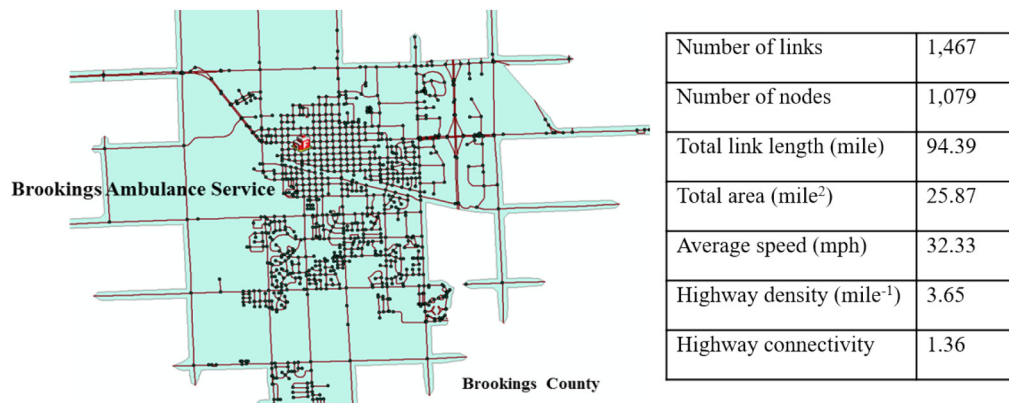 Brookings Ambulance Service
Brookings County
Number of links 1,467
Number of nodes 1,079
Total link length (mile) 94.39
Total area (mile²) 25.87
Average speed (mph) 32.33
Highway density (mile⁻¹) 3.65
Highway connectivity 1.36